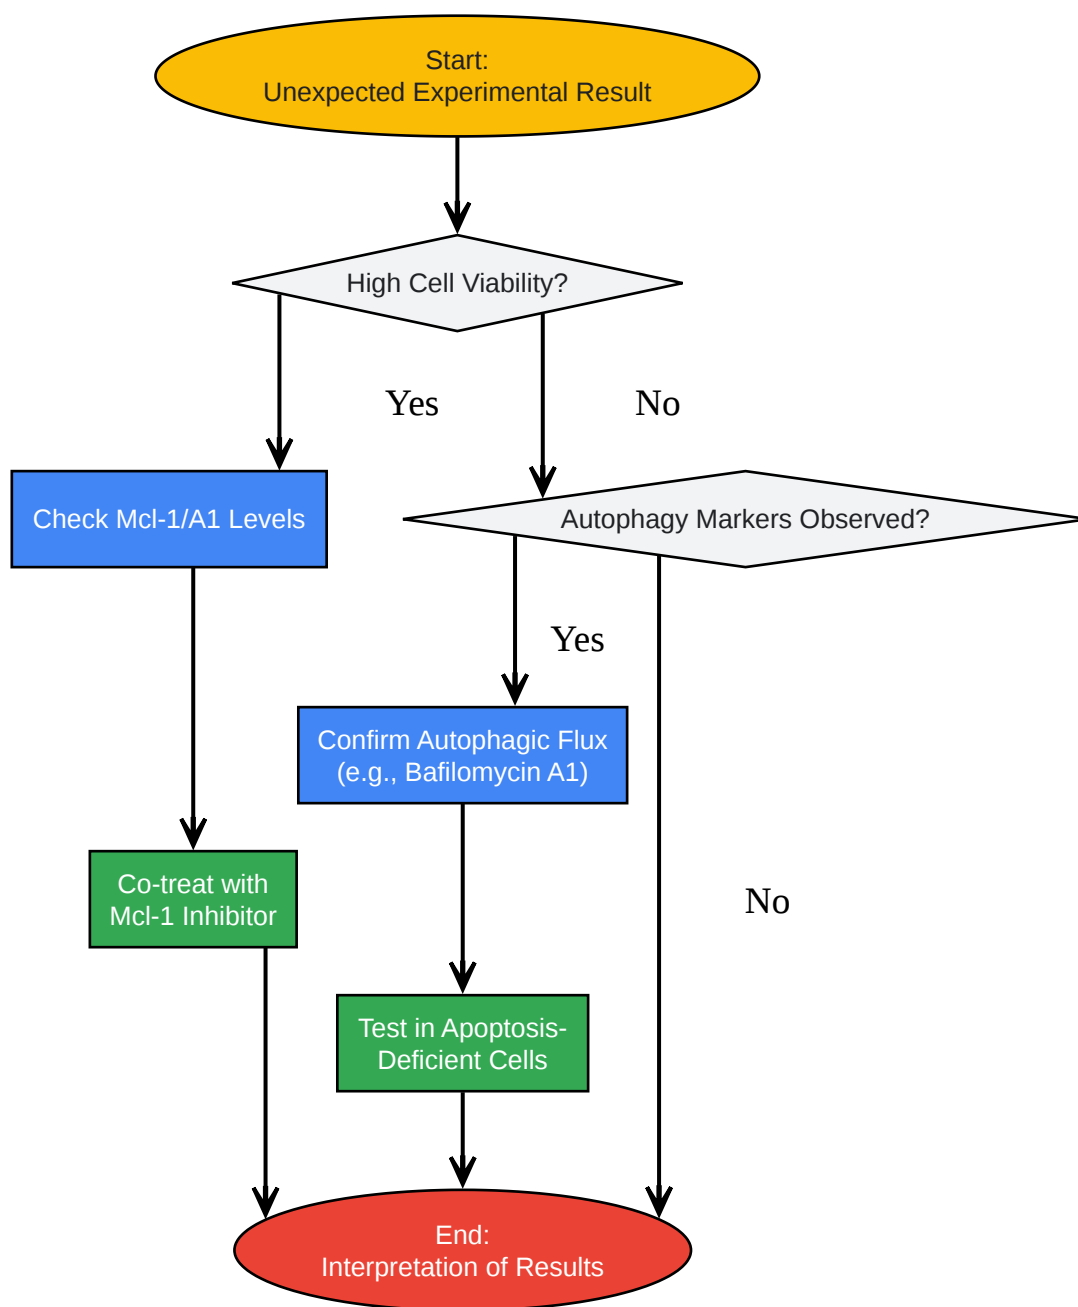 Start:
Unexpected Experimental Result
High Cell Viability?
Yes
No
Check Mcl-1/A1 Levels
Autophagy Markers Observed?
Yes
Confirm Autophagic Flux
(e.g., Bafilomycin A1)
Co-treat with
Mcl-1 Inhibitor
No
Test in Apoptosis-
Deficient Cells
End:
Interpretation of Results